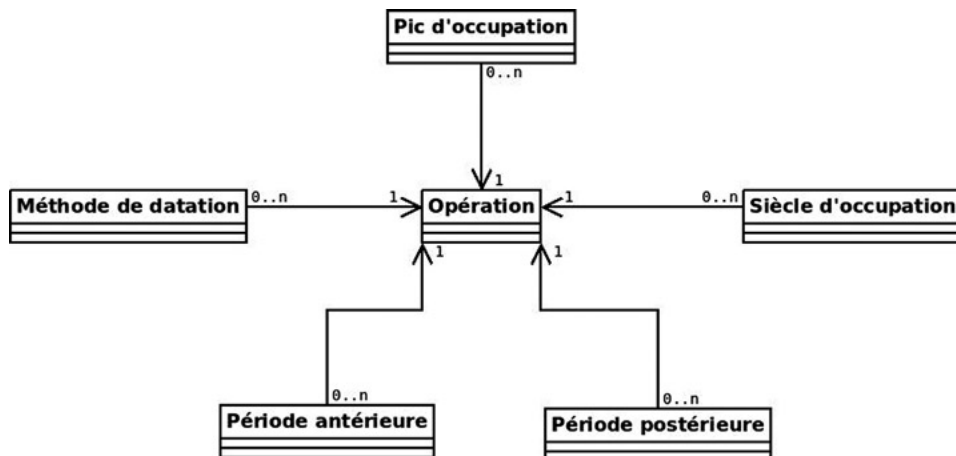 Pic d'occupation
0..n
1
Méthode de datation
0..n
1
Opération
1
0..n
Siècle d'occupation
1
1
0..n
0..n
Période antérieure
Période postérieure